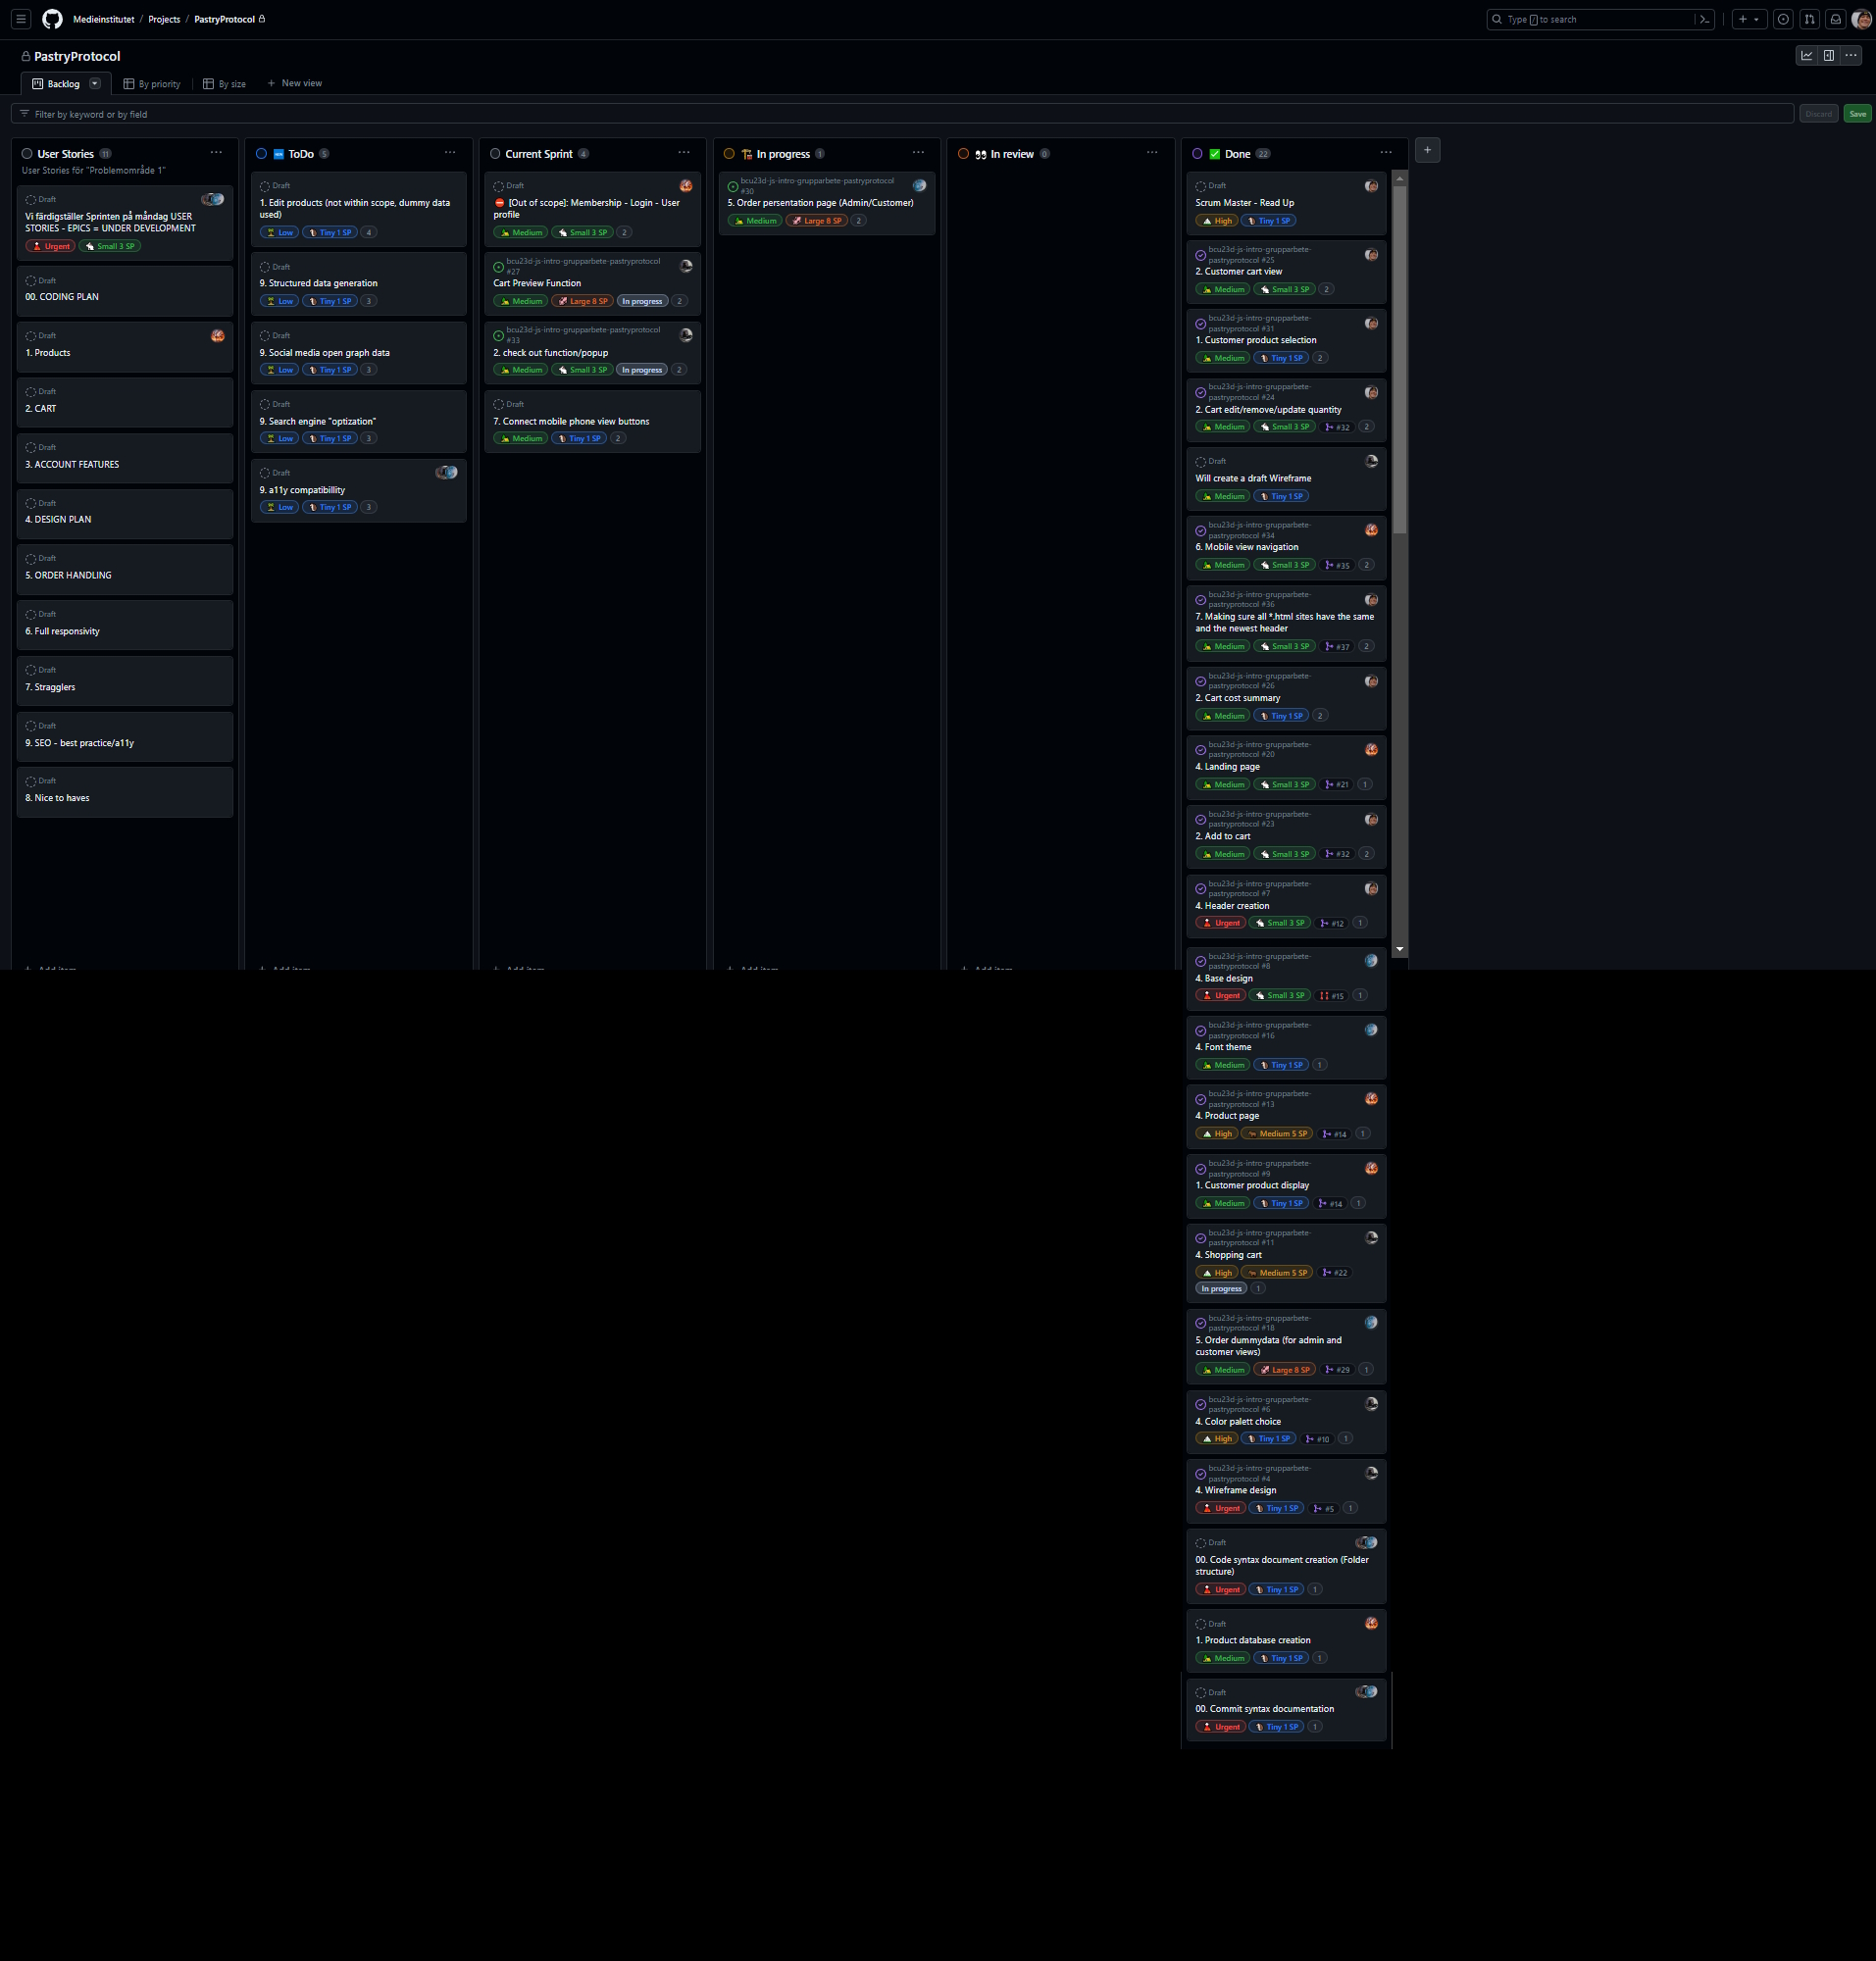 Medieinstitutet / Projects / PastryProtocol
Type / to search
PastryProtocol
Backlog
By priority
By size
New view
Filter by keyword or by field
Discard
Save
User Stories 11
User Stories för "Problemområde 1"
Draft
Vi färdigställer Sprinten på måndag USER
STORIES - EPICS = UNDER DEVELOPMENT
Urgent Small 3 SP
Draft
00. CODING PLAN
Draft
1. Products
Draft
2. CART
Draft
3. ACCOUNT FEATURES
Draft
4. DESIGN PLAN
Draft
5. ORDER HANDLING
Draft
6. Full responsivity
Draft
7. Stragglers
Draft
9. SEO - best practice/a11y
Draft
8. Nice to haves
Add item
ToDo 5
Draft
1. Edit products (not within scope, dummy data
used)
Low Tiny 1 SP 4
Draft
9. Structured data generation
Low Tiny 1 SP 3
Draft
9. Social media open graph data
Low Tiny 1 SP 3
Draft
9. Search engine "optization"
Low Tiny 1 SP 3
Draft
9. a11y compatibillity
Low Tiny 1 SP 3
Add item
Current Sprint 4
Draft
[Out of scope]: Membership - Login - User
profile
Medium Small 3 SP 2
bcu23d-js-intro-grupparbete-pastryprotocol
#27
Cart Preview Function
Medium Large 8 SP In progress 2
bcu23d-js-intro-grupparbete-pastryprotocol
#33
2. check out function/popup
Medium Small 3 SP In progress 2
Draft
7. Connect mobile phone view buttons
Medium Tiny 1 SP 2
Add item
In progress 1
bcu23d-js-intro-grupparbete-pastryprotocol
#30
5. Order persentation page (Admin/Customer)
Medium Large 8 SP 2
Add item
In review 0
Add item
Done 22
Draft
Scrum Master - Read Up
High Tiny 1 SP
bcu23d-js-intro-grupparbete-
pastryprotocol #25
2. Customer cart view
Medium Small 3 SP 2
bcu23d-js-intro-grupparbete-
pastryprotocol #31
1. Customer product selection
Medium Tiny 1 SP 2
bcu23d-js-intro-grupparbete-
pastryprotocol #24
2. Cart edit/remove/update quantity
Medium Small 3 SP #32 2
Draft
Will create a draft Wireframe
Medium Tiny 1 SP
bcu23d-js-intro-grupparbete-
pastryprotocol #34
6. Mobile view navigation
Medium Small 3 SP #35 2
bcu23d-js-intro-grupparbete-
pastryprotocol #36
7. Making sure all *.html sites have the same
and the newest header
Medium Small 3 SP #37 2
bcu23d-js-intro-grupparbete-
pastryprotocol #26
2. Cart cost summary
Medium Tiny 1 SP 2
bcu23d-js-intro-grupparbete-
pastryprotocol #20
4. Landing page
Medium Small 3 SP #21 1
bcu23d-js-intro-grupparbete-
pastryprotocol #23
2. Add to cart
Medium Small 3 SP #32 2
bcu23d-js-intro-grupparbete-
pastryprotocol #7
4. Header creation
Urgent Small 3 SP #12 1
bcu23d-js-intro-grupparbete-
pastryprotocol #8
4. Base design
Urgent Small 3 SP #15 1
bcu23d-js-intro-grupparbete-
pastryprotocol #16
4. Font theme
Medium Tiny 1 SP 1
bcu23d-js-intro-grupparbete-
pastryprotocol #13
4. Product page
High Medium 5 SP #14 1
bcu23d-js-intro-grupparbete-
pastryprotocol #9
1. Customer product display
Medium Tiny 1 SP #14 1
bcu23d-js-intro-grupparbete-
pastryprotocol #11
4. Shopping cart
High Medium 5 SP #22
In progress 1
bcu23d-js-intro-grupparbete-
pastryprotocol #18
5. Order dummydata (for admin and
customer views)
Medium Large 8 SP #29 1
bcu23d-js-intro-grupparbete-
pastryprotocol #6
4. Color palett choice
High Tiny 1 SP #10 1
bcu23d-js-intro-grupparbete-
pastryprotocol #4
4. Wireframe design
Urgent Tiny 1 SP #5 1
Draft
00. Code syntax document creation (Folder
structure)
Urgent Tiny 1 SP 1
Draft
1. Product database creation
Medium Tiny 1 SP 1
Draft
00. Commit syntax documentation
Urgent Tiny 1 SP 1